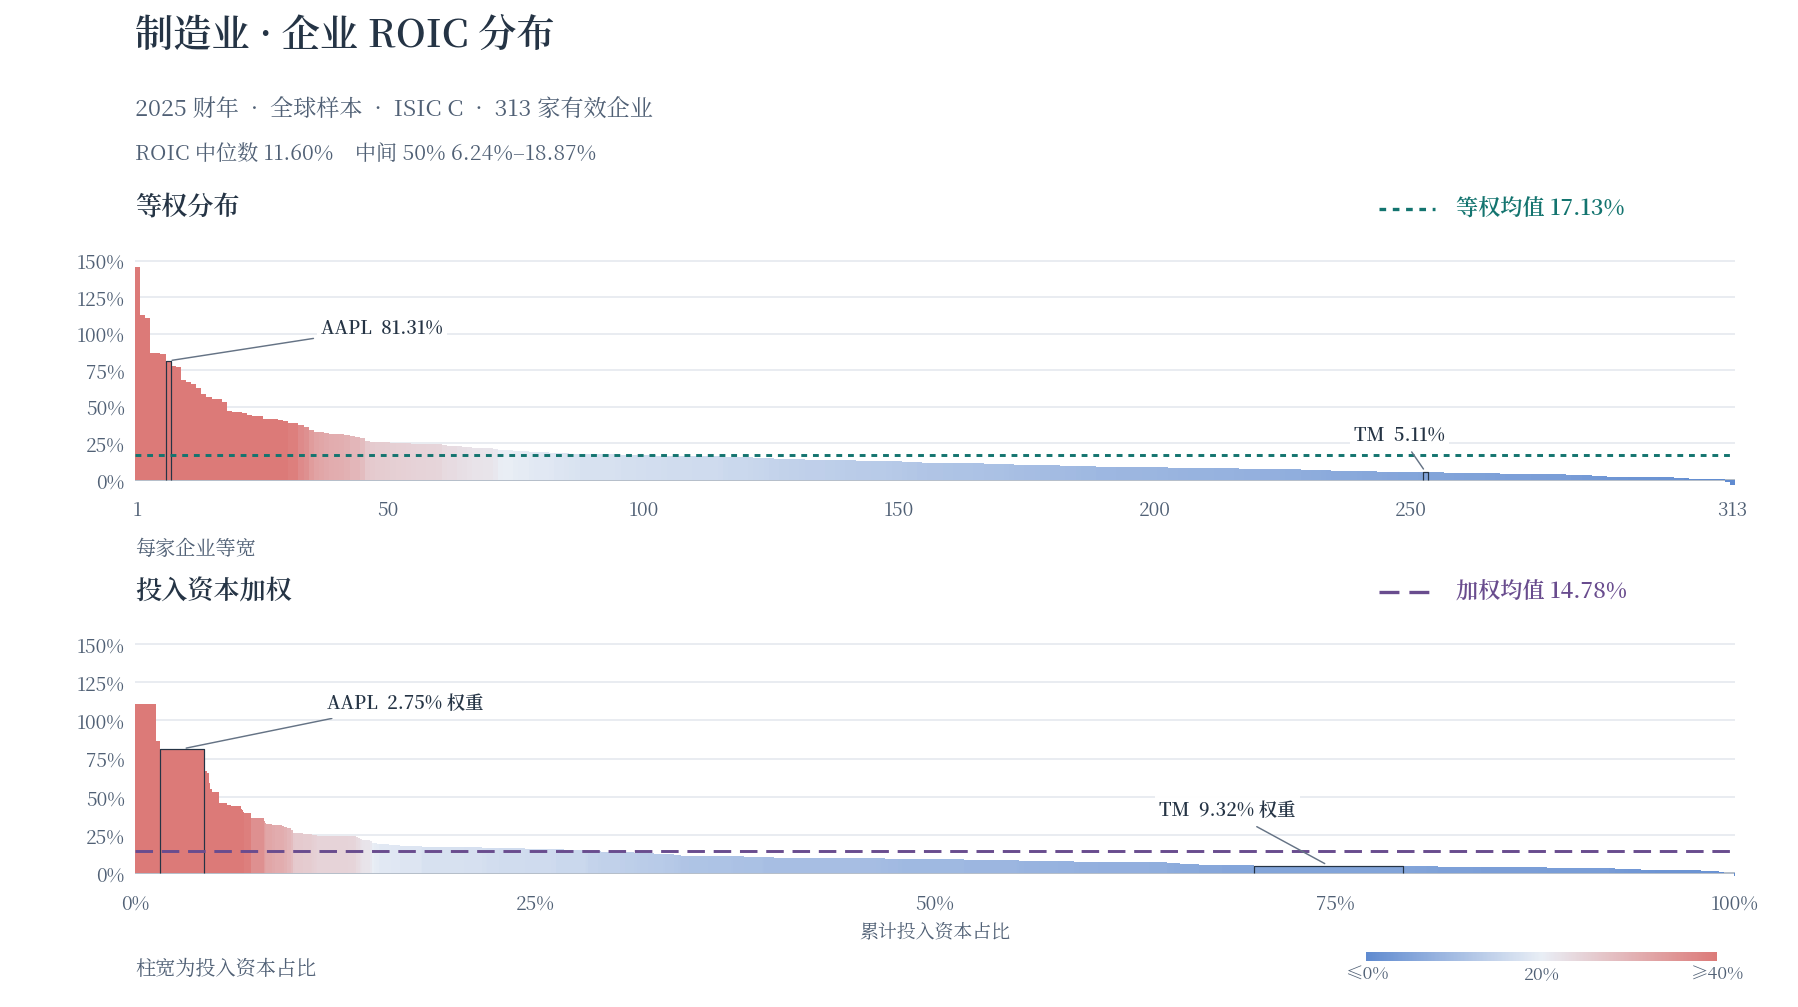 制造业 · 企业 ROIC 分布
2025 财年 · 全球样本 · ISIC C · 313 家有效企业
ROIC 中位数 11.60% 中间 50% 6.24%–18.87%
等权分布
等权均值 17.13%
150%
125%
100%
75%
50%
25%
0%
AAPL 81.31%
TM 5.11%
1 50 100 150 200 250 313
每家企业等宽
投入资本加权
加权均值 14.78%
150%
125%
100%
75%
50%
25%
0%
AAPL 2.75% 权重
TM 9.32% 权重
0% 25% 50% 75% 100%
累计投入资本占比
柱宽为投入资本占比
≤0% 20% ≥40%